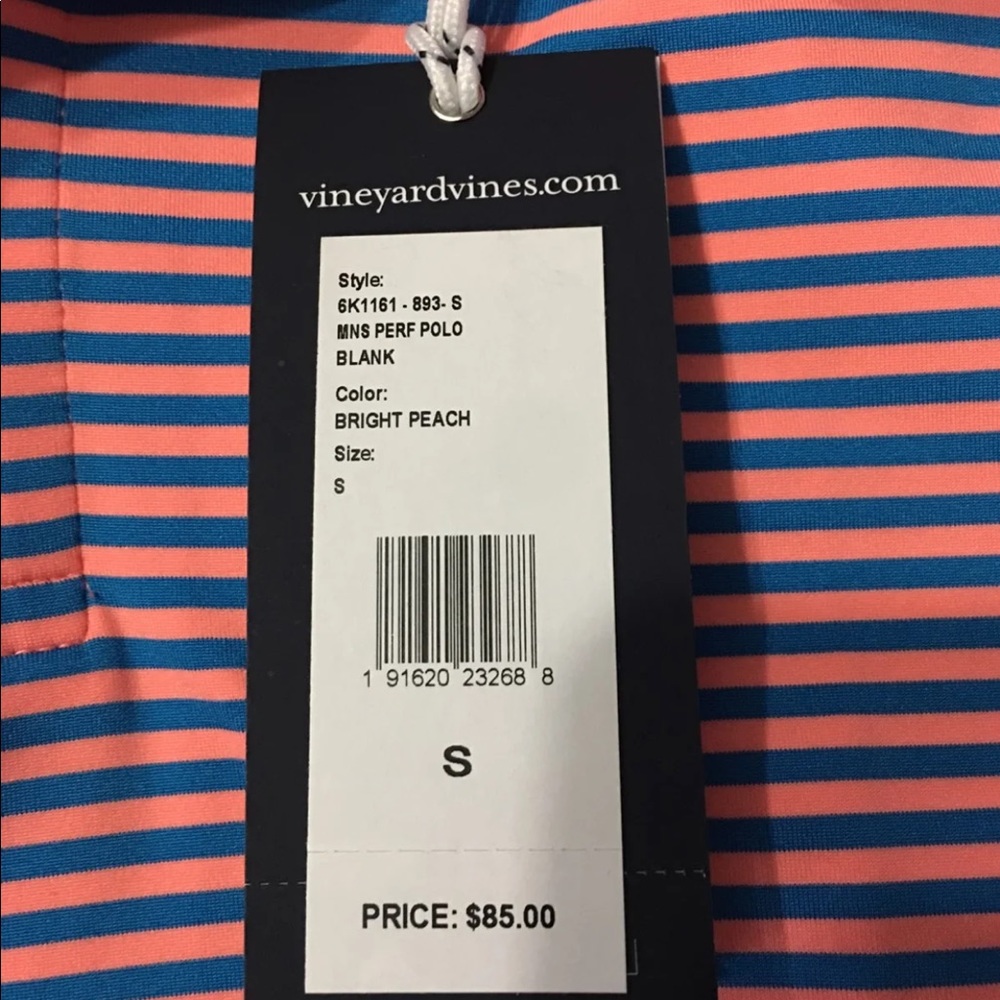 vineyardvines.com
Style:
6K1161 - 893- S
MNS PERF POLO
BLANK
Color:
BRIGHT PEACH
Size:
S
1 91620 23268 8
S
PRICE: $85.00